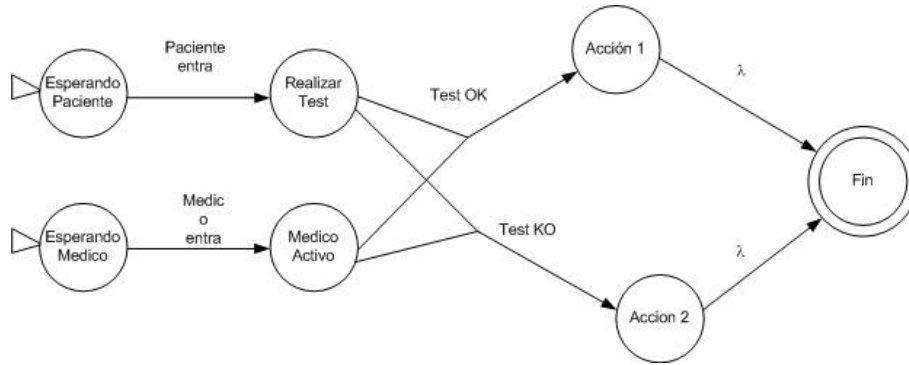 Esperando
Paciente
Paciente
entra
Realizar
Test
Test OK
Acción 1
λ
Fin
Esperando
Medico
Medic
o
entra
Medico
Activo
Test KO
Accion 2
λ